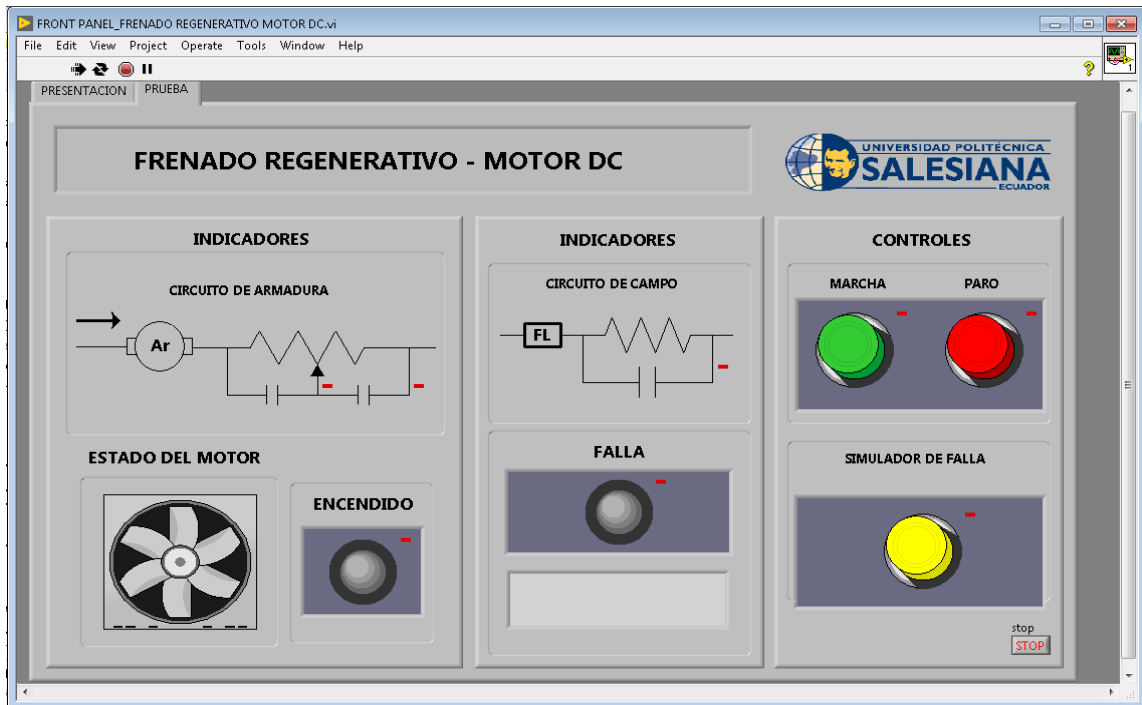 FRONT PANEL_FRENADO REGENERATIVO MOTOR DC.vi
File Edit View Project Operate Tools Window Help
1
PRESENTACION PRUEBA
FRENADO REGENERATIVO - MOTOR DC
UNIVERSIDAD POLITÉCNICA
SALESIANA
ECUADOR
INDICADORES
CIRCUITO DE ARMADURA
Ar
ESTADO DEL MOTOR
ENCENDIDO
INDICADORES
CIRCUITO DE CAMPO
FL
FALLA
CONTROLES
MARCHA PARO
SIMULADOR DE FALLA
stop
STOP